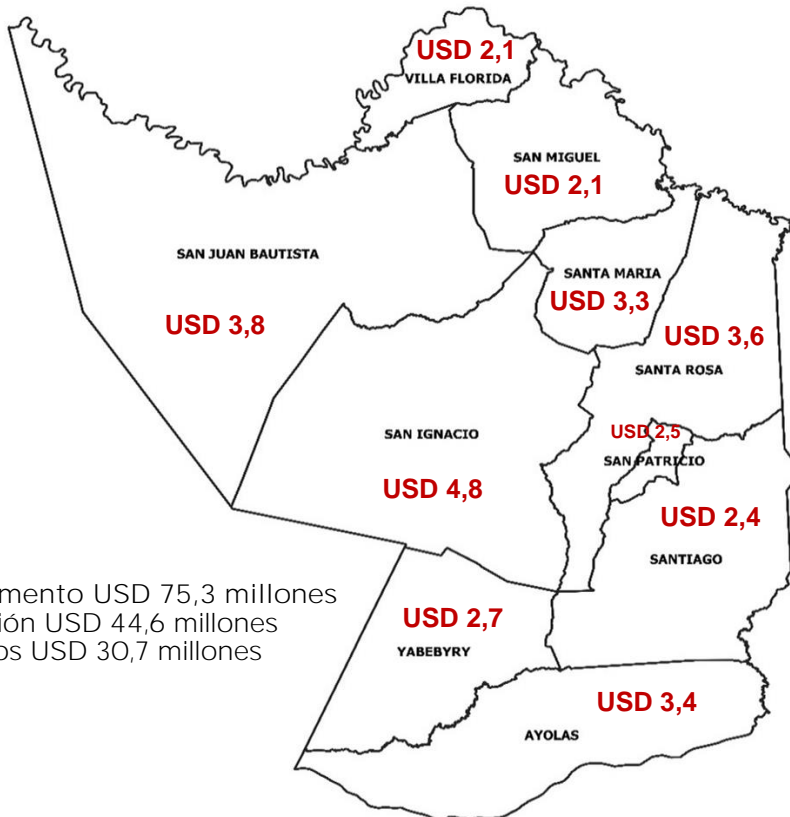 USD 2,1
VILLA FLORIDA
SAN MIGUEL
USD 2,1
SAN JUAN BAUTISTA
USD 3,8
SANTA MARIA
USD 3,3
USD 3,6
SANTA ROSA
SAN IGNACIO
USD 4,8
USD 2,5
SAN PATRICIO
USD 2,4
SANTIAGO
mento USD 75,3 millones
ión USD 44,6 millones
os USD 30,7 millones
USD 2,7
YABEBYRY
USD 3,4
AYOLAS